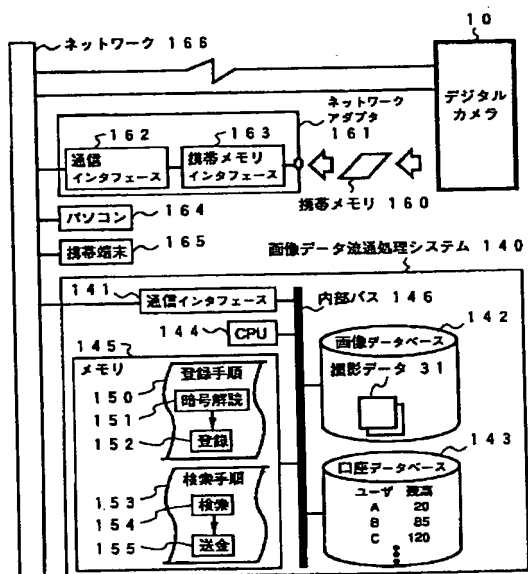 ネットワーク 166
10
デジタル
カメラ
ネットワーク
アダプタ
161
162
163
通信
インタフェース
携帯メモリ
インタフェース
携帯メモリ 160
パソコン
164
携帯端末
165
画像データ流通処理システム 140
141
通信インタフェース
内部バス 146
144
CPU
142
145
画像データベース
メモリ
撮影データ 31
登録手順
150
暗号解読
151
登録
152
143
口座データベース
検索手順
153
検索
154
送金
155
ユーザ 残高
A 20
B 85
C 120